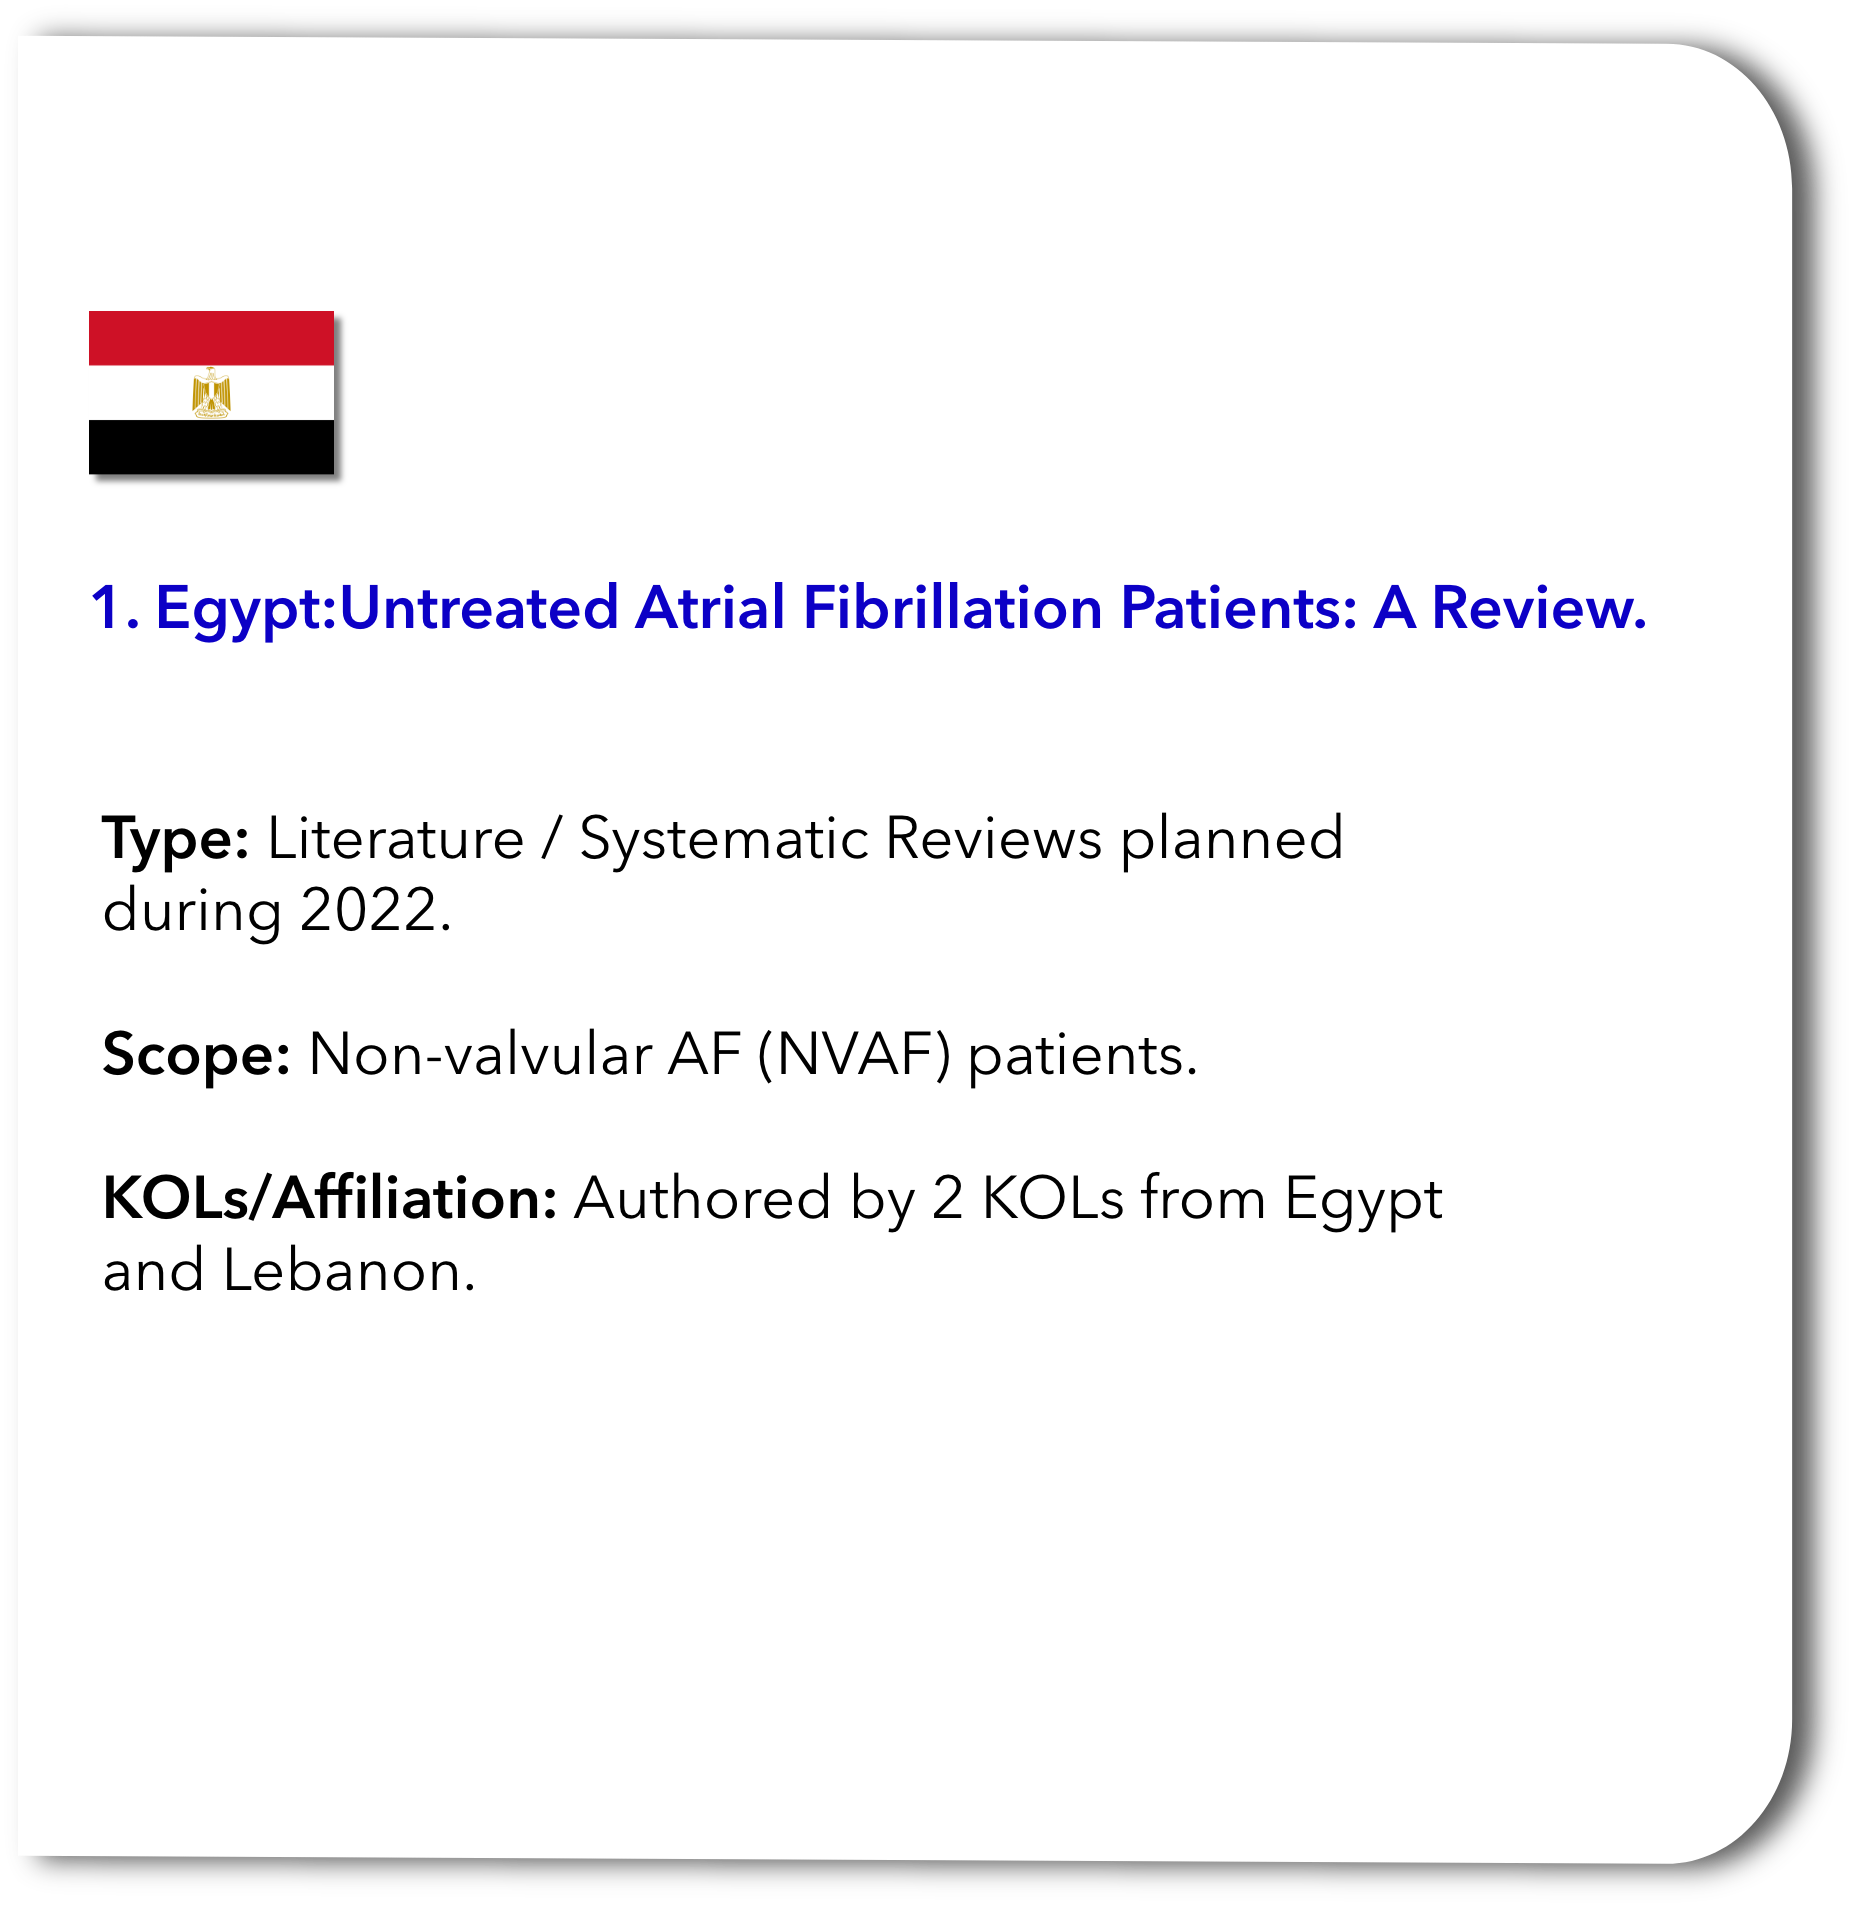 1. Egypt:Untreated Atrial Fibrillation Patients: A Review.
Type: Literature / Systematic Reviews planned
during 2022.
Scope: Non-valvular AF (NVAF) patients.
KOLs/Affiliation: Authored by 2 KOLs from Egypt
and Lebanon.